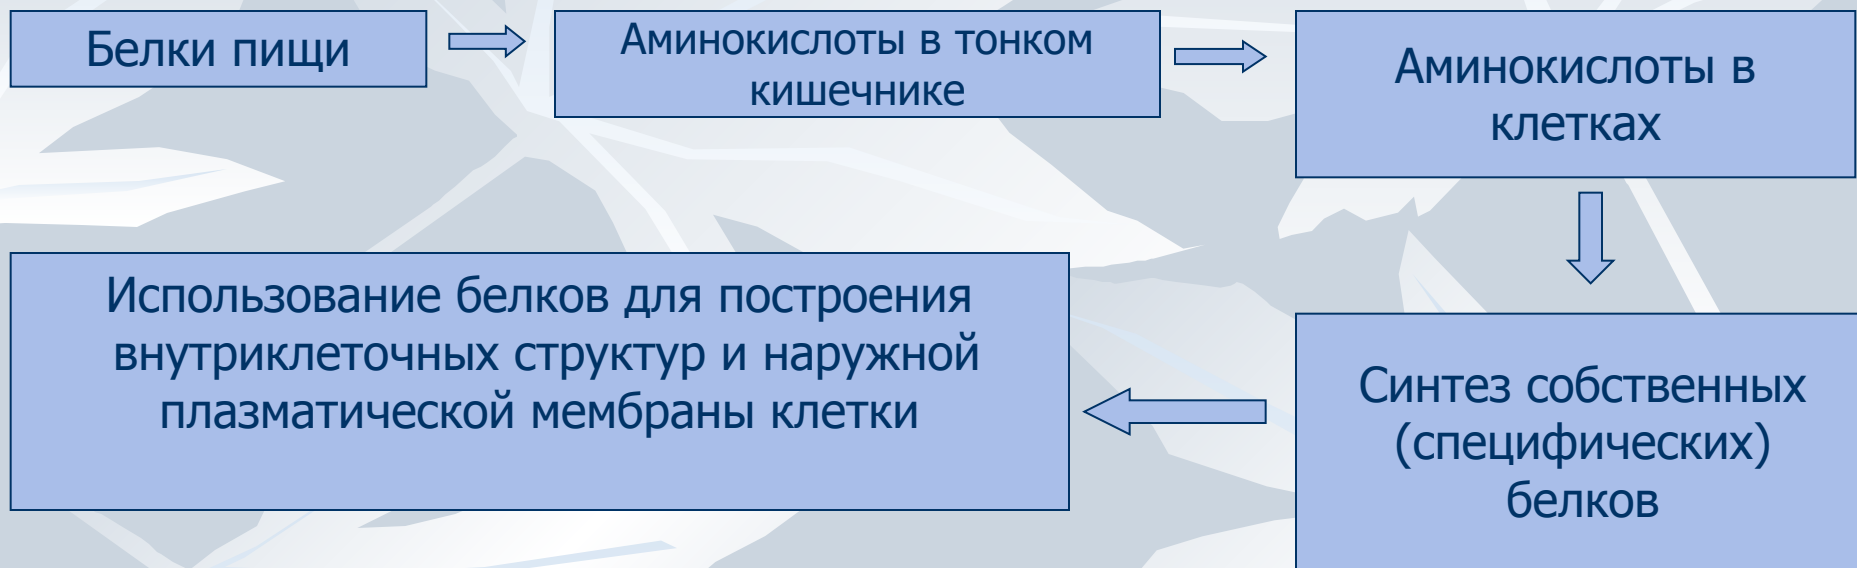 Белки пищи
Аминокислоты в тонком
кишечнике
Аминокислоты в
клетках
Использование белков для построения
внутриклеточных структур и наружной
плазматической мембраны клетки
Синтез собственных
(специфических)
белков